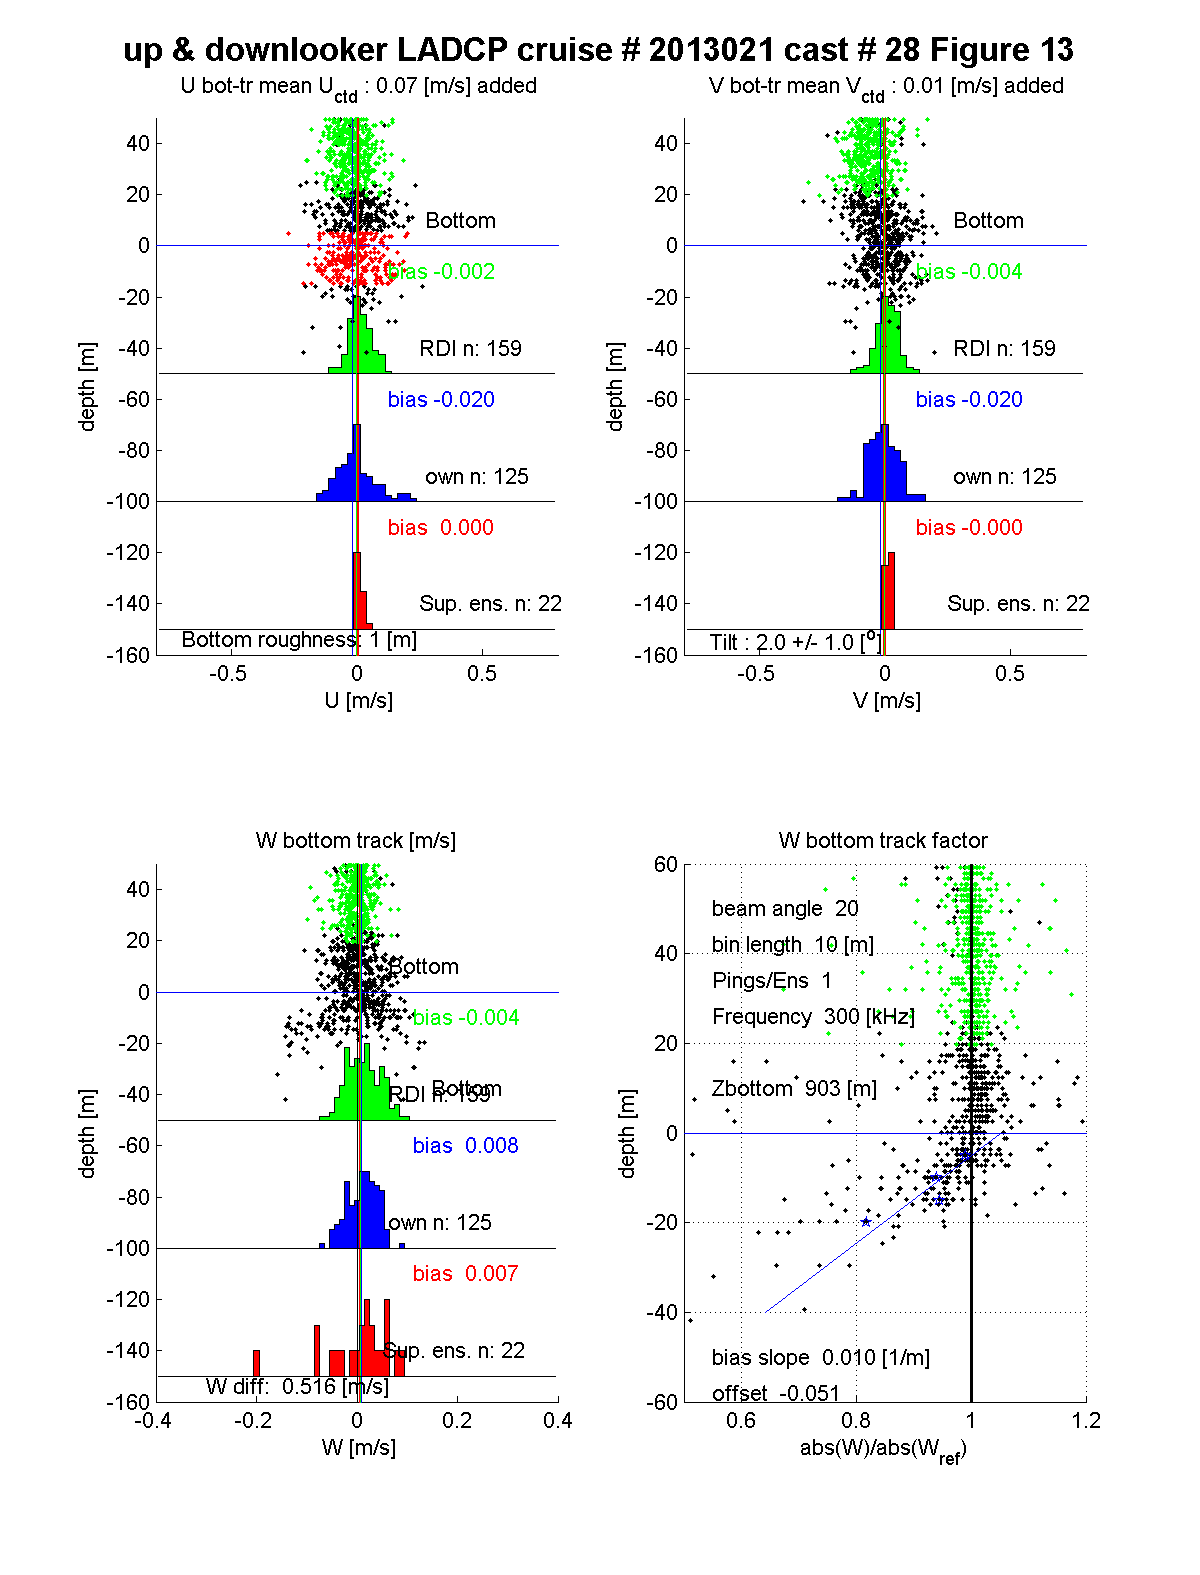 up & downlooker LADCP cruise # 2013021 cast # 28 Figure 13
U bot-tr mean Uctd : 0.07 [m/s] added
40
20
0
-20
-40
-60
-80
-100
-120
-140
-160
depth [m]
Bottom
bias -0.002
RDI n: 159
bias -0.020
own n: 125
bias 0.000
Sup. ens. n: 22
Bottom roughness: 1 [m]
-0.5
0
0.5
U [m/s]
V bot-tr mean Vctd : 0.01 [m/s] added
40
20
0
-20
-40
-60
-80
-100
-120
-140
-160
depth [m]
Bottom
bias -0.004
RDI n: 159
bias -0.020
own n: 125
bias -0.000
Sup. ens. n: 22
Tilt : 2.0 +/- 1.0 [o]
-0.5
0
0.5
V [m/s]
W bottom track [m/s]
40
20
0
-20
-40
-60
-80
-100
-120
-140
-160
depth [m]
Bottom
bias -0.004
Bottom
RDI n: 159
bias 0.008
own n: 125
bias 0.007
Sup. ens. n: 22
W diff: 0.516 [m/s]
-0.4
-0.2
0
0.2
0.4
W [m/s]
W bottom track factor
60
40
20
0
-20
-40
-60
depth [m]
beam angle 20
bin length 10 [m]
Pings/Ens 1
Frequency 300 [kHz]
Zbottom 903 [m]
bias slope 0.010 [1/m]
offset -0.051
0.6
0.8
1
1.2
abs(W)/abs(Wref)